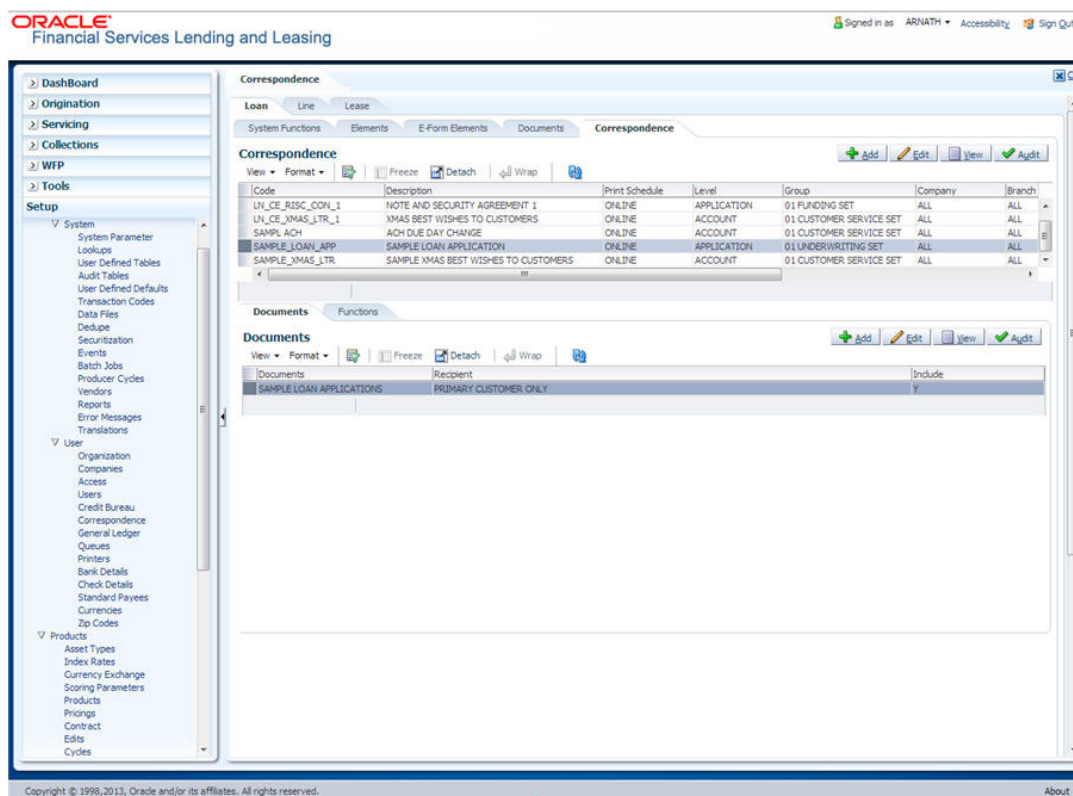 ORACLE®
Financial Services Lending and Leasing
Signed in as ARNATH Accessibility Sign Out
DashBoard
Origination
Servicing
Collections
WFP
Tools
Setup
System
System Parameter
Lookups
User Defined Tables
Audit Tables
User Defined Defaults
Transaction Codes
Data Files
Dedupe
Securitization
Events
Batch Jobs
Producer Cycles
Vendors
Reports
Error Messages
Translations
User
Organization
Companies
Access
Users
Credit Bureau
Correspondence
General Ledger
Queues
Printers
Bank Details
Check Details
Standard Payees
Currencies
Zip Codes
Products
Asset Types
Index Rates
Currency Exchange
Scoring Parameters
Products
Pricings
Contract
Edits
Cycles
Correspondence
Loan Line Lease
System Functions Elements E-Form Elements Documents Correspondence
Correspondence Add Edit View Audit
View Format Freeze Detach Wrap
Code Description Print Schedule Level Group Company Branch
LN_CE_RISC_CON_1 NOTE AND SECURITY AGREEMENT 1 ONLINE APPLICATION 01 FUNDING SET ALL ALL
LN_CE_XMAS_LTR_1 XMAS BEST WISHES TO CUSTOMERS ONLINE ACCOUNT 01 CUSTOMER SERVICE SET ALL ALL
SAMPL ACH ACH DUE DAY CHANGE ONLINE ACCOUNT 01 CUSTOMER SERVICE SET ALL ALL
SAMPLE_LOAN_APP SAMPLE LOAN APPLICATION ONLINE APPLICATION 01 UNDERWRITING SET ALL ALL
SAMPLE_XMAS_LTR SAMPLE XMAS BEST WISHES TO CUSTOMERS ONLINE ACCOUNT 01 CUSTOMER SERVICE SET ALL ALL
Documents Functions
Documents Add Edit View Audit
View Format Freeze Detach Wrap
Documents Recipient Include
SAMPLE LOAN APPLICATIONS PRIMARY CUSTOMER ONLY Y
Copyright © 1998,2013, Oracle and/or its affiliates. All rights reserved. About